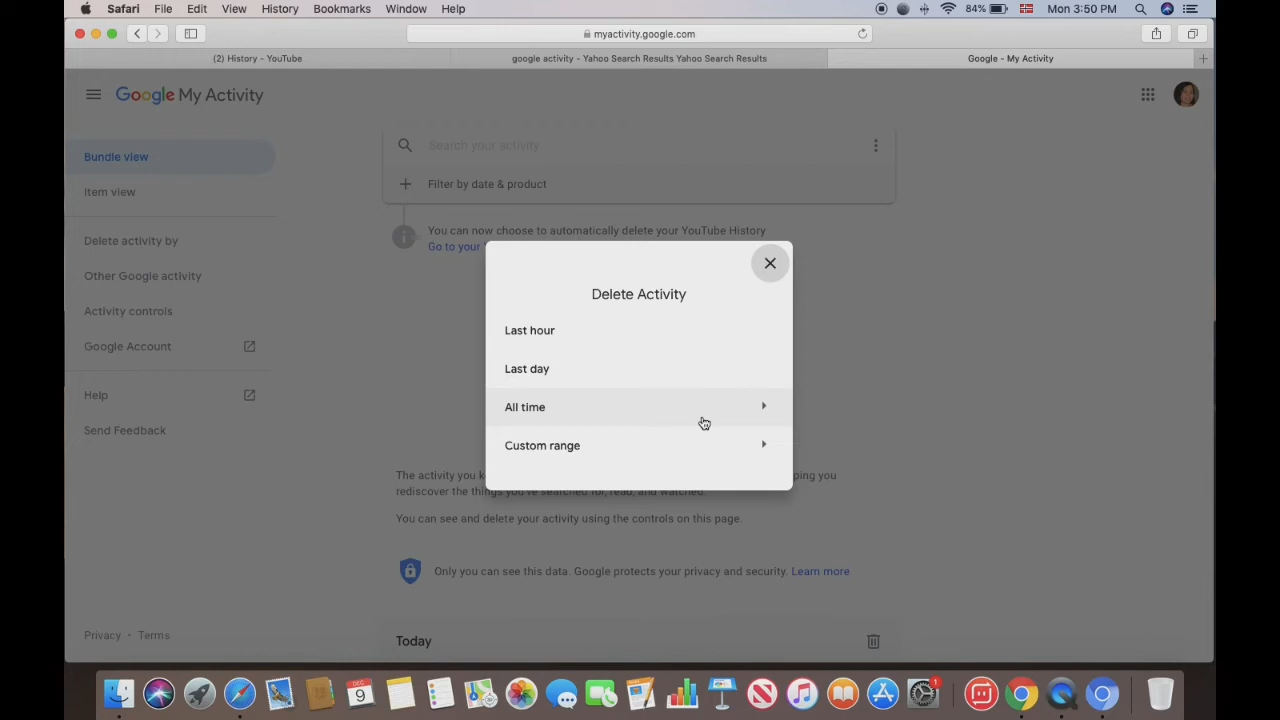 Safari File Edit View History Bookmarks Window Help 84% Mon 3:50 PM
myactivity.google.com
(2) History - YouTube google activity - Yahoo Search Results Yahoo Search Results Google - My Activity
Google My Activity
Bundle view
Item view
Delete activity by
Other Google activity
Activity controls
Google Account
Help
Send Feedback
Privacy • Terms
Search your activity
Filter by date & product
You can now choose to automatically delete your YouTube History
Go to your
Delete Activity
Last hour
Last day
All time
Custom range
The activity you ping you
rediscover the things you've searched for, read, and watched.
You can see and delete your activity using the controls on this page.
Only you can see this data. Google protects your privacy and security. Learn more
Today
DEC
9
1